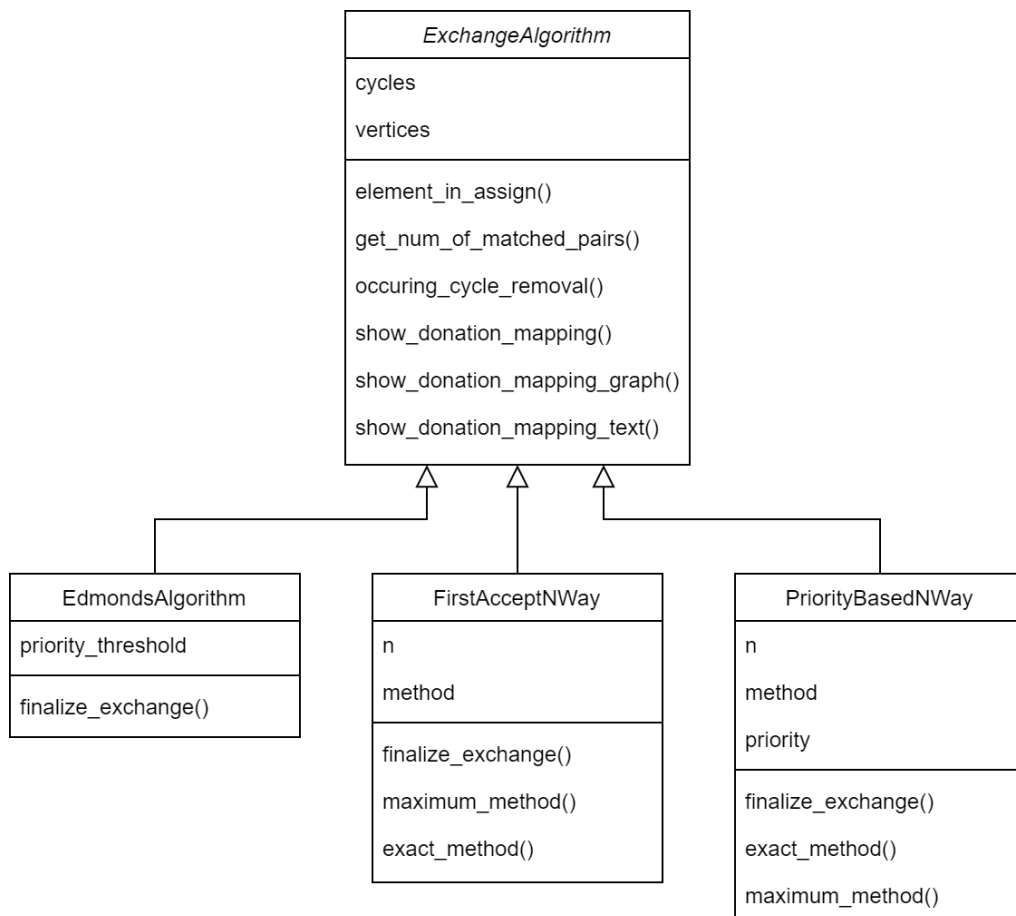 ExchangeAlgorithm
cycles
vertices
element_in_assign()
get_num_of_matched_pairs()
occuring_cycle_removal()
show_donation_mapping()
show_donation_mapping_graph()
show_donation_mapping_text()
EdmondsAlgorithm
priority_threshold
finalize_exchange()
FirstAcceptNWay
n
method
finalize_exchange()
maximum_method()
exact_method()
PriorityBasedNWay
n
method
priority
finalize_exchange()
exact_method()
maximum_method()